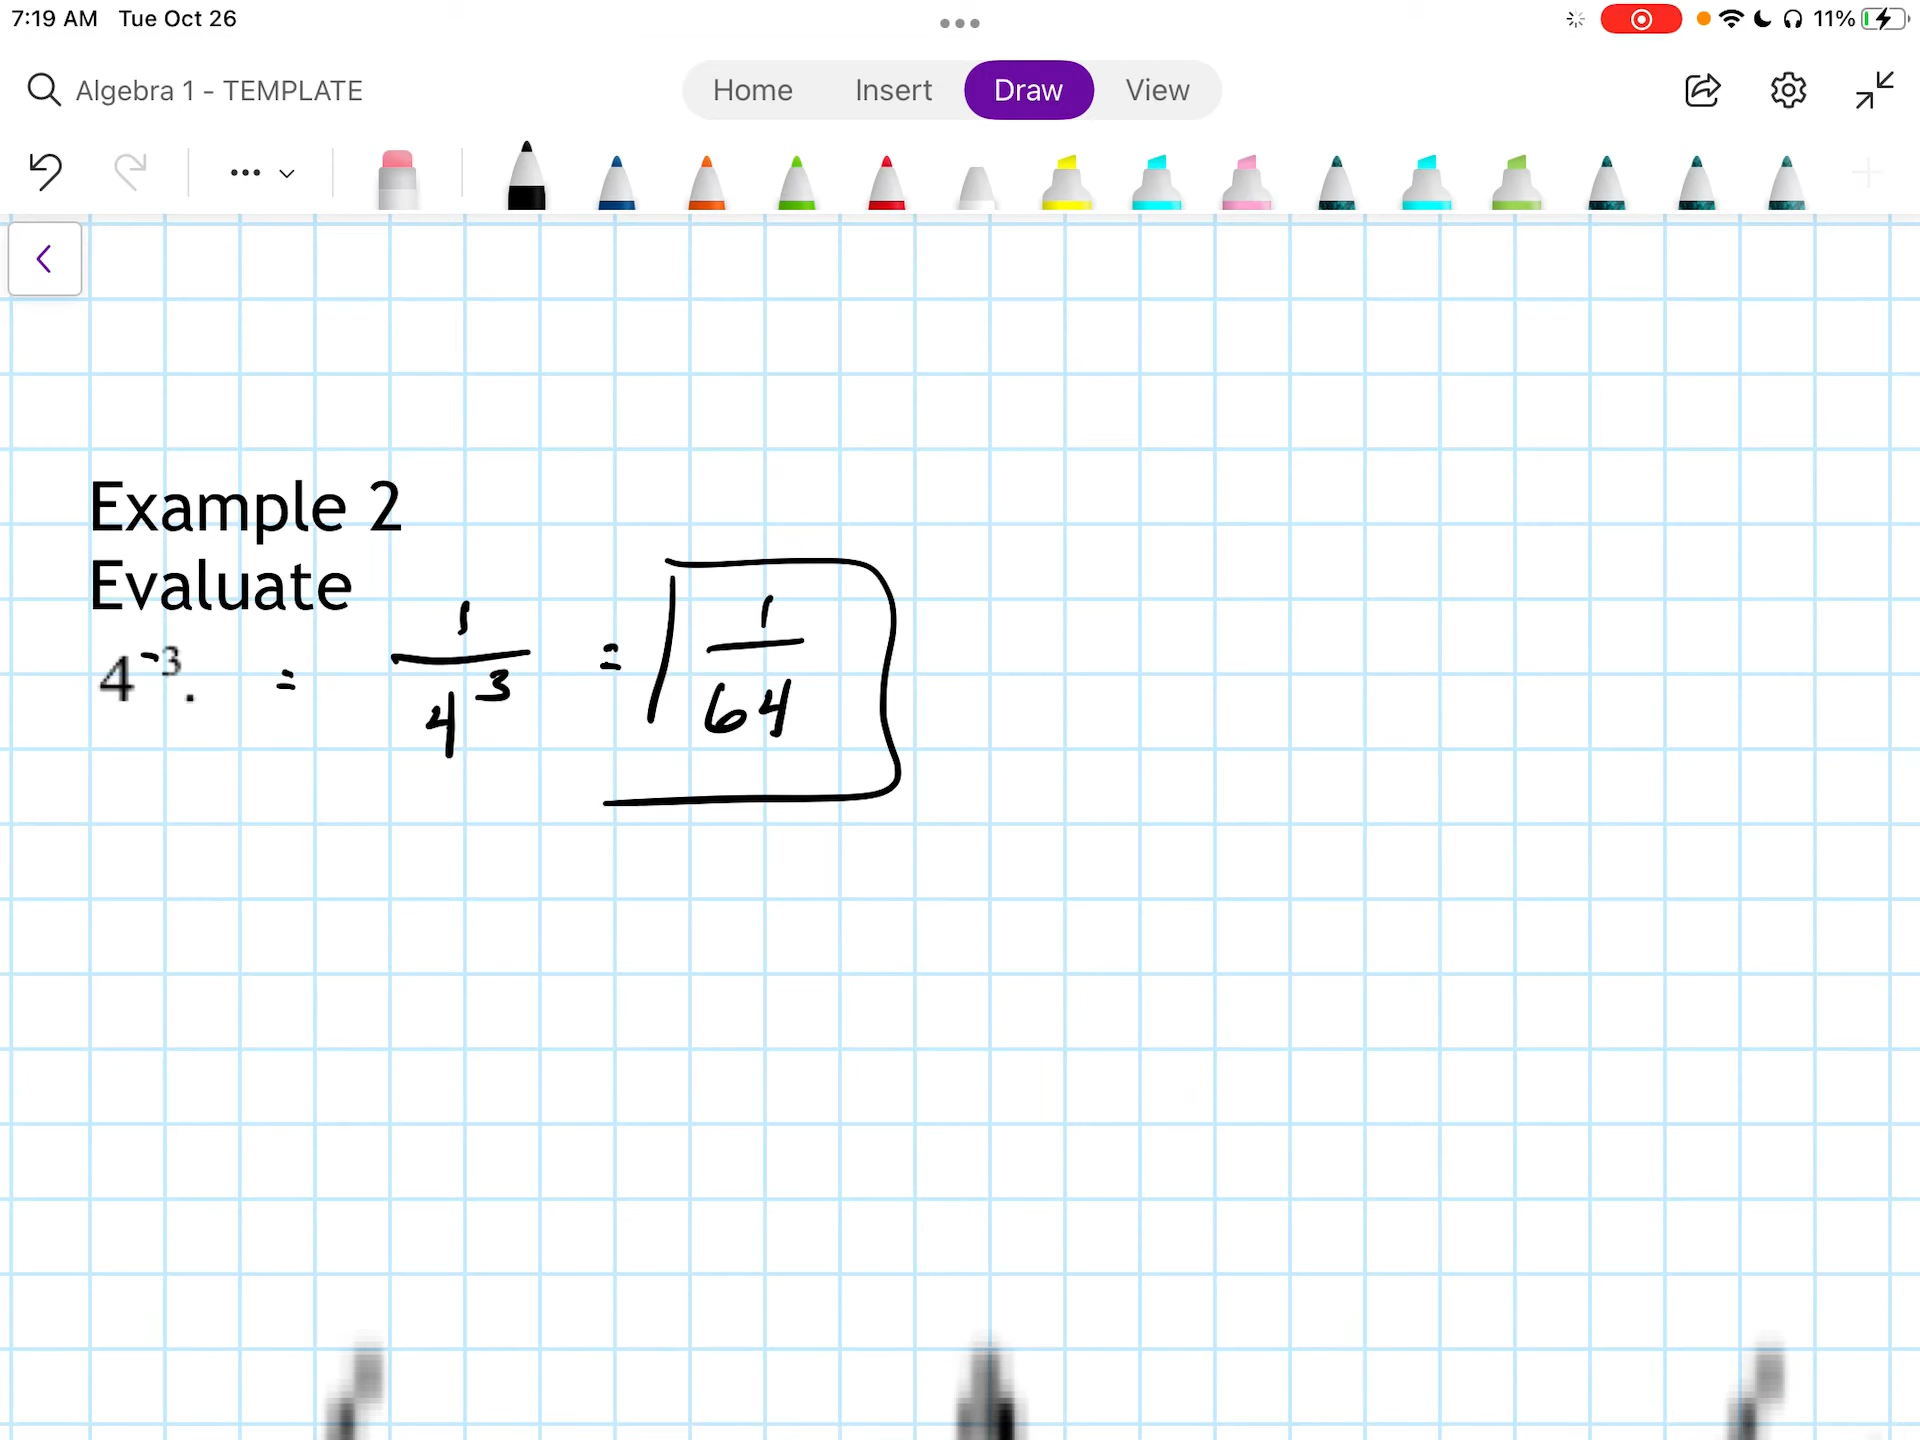 7:19 AM Tue Oct 26 11%
Algebra 1 - TEMPLATE Home Insert Draw View
Example 2
Evaluate
4⁻³. = 1/4³ = 1/64